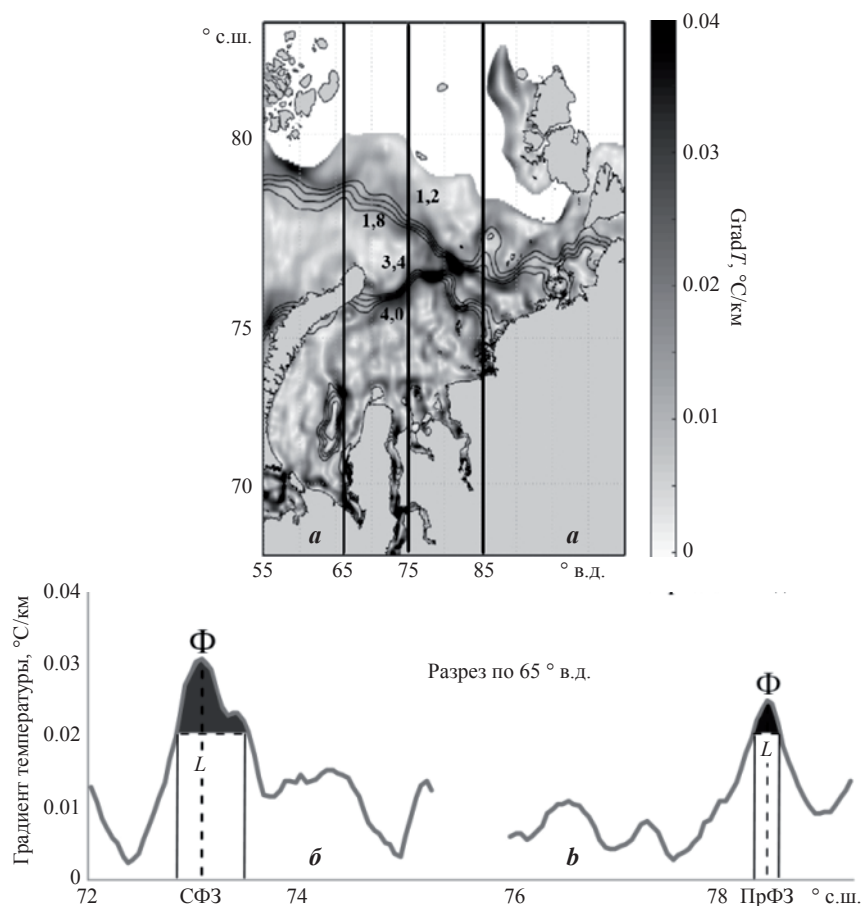 ° с.ш.
80
75
70
1,2
1,8
3,4
4,0
а
а
55 65 75 85 ° в.д.
0.04
0.03
0.02
0.01
0
GradT, °С/км
Градиент температуры, °С/км
0.04
0.03
0.02
0.01
0
Ф
Разрез по 65 ° в.д.
Ф
L
L
б
b
72 СФЗ 74 76 78 ПрФЗ ° с.ш.